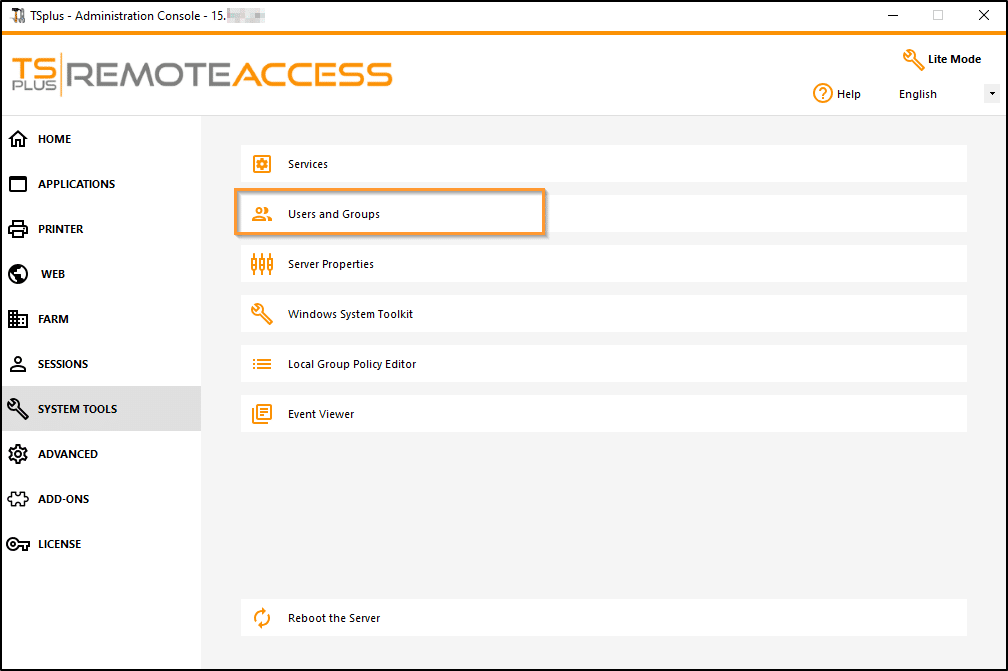 TSplus - Administration Console - 15.
TS PLUS REMOTEACCESS
Lite Mode
Help
English
HOME
APPLICATIONS
PRINTER
WEB
FARM
SESSIONS
SYSTEM TOOLS
ADVANCED
ADD-ONS
LICENSE
Services
Users and Groups
Server Properties
Windows System Toolkit
Local Group Policy Editor
Event Viewer
Reboot the Server